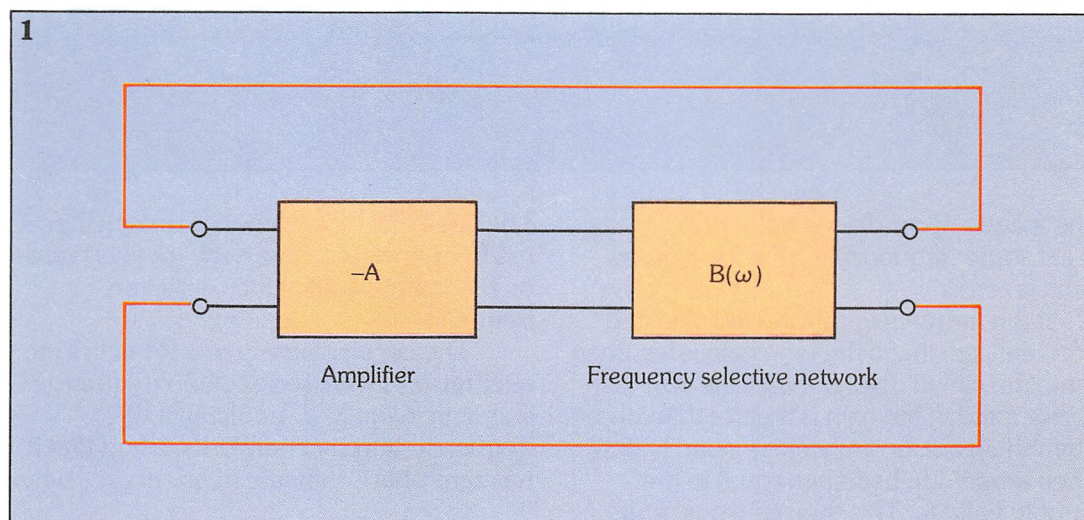 1
–A
B(ω)
Amplifier
Frequency selective network